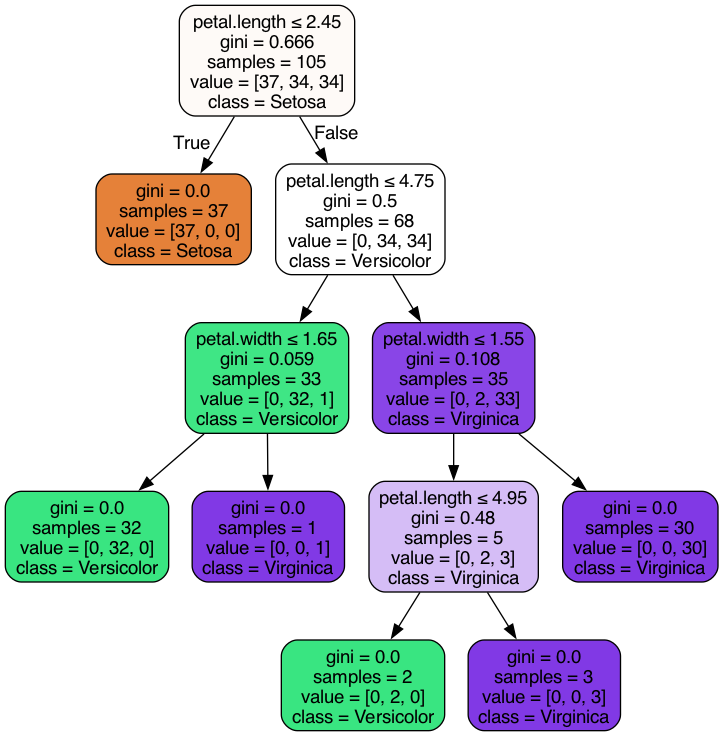 petal.length ≤ 2.45
gini = 0.666
samples = 105
value = [37, 34, 34]
class = Setosa
True
False
gini = 0.0
samples = 37
value = [37, 0, 0]
class = Setosa
petal.length ≤ 4.75
gini = 0.5
samples = 68
value = [0, 34, 34]
class = Versicolor
petal.width ≤ 1.65
gini = 0.059
samples = 33
value = [0, 32, 1]
class = Versicolor
petal.width ≤ 1.55
gini = 0.108
samples = 35
value = [0, 2, 33]
class = Virginica
gini = 0.0
samples = 32
value = [0, 32, 0]
class = Versicolor
gini = 0.0
samples = 1
value = [0, 0, 1]
class = Virginica
petal.length ≤ 4.95
gini = 0.48
samples = 5
value = [0, 2, 3]
class = Virginica
gini = 0.0
samples = 30
value = [0, 0, 30]
class = Virginica
gini = 0.0
samples = 2
value = [0, 2, 0]
class = Versicolor
gini = 0.0
samples = 3
value = [0, 0, 3]
class = Virginica